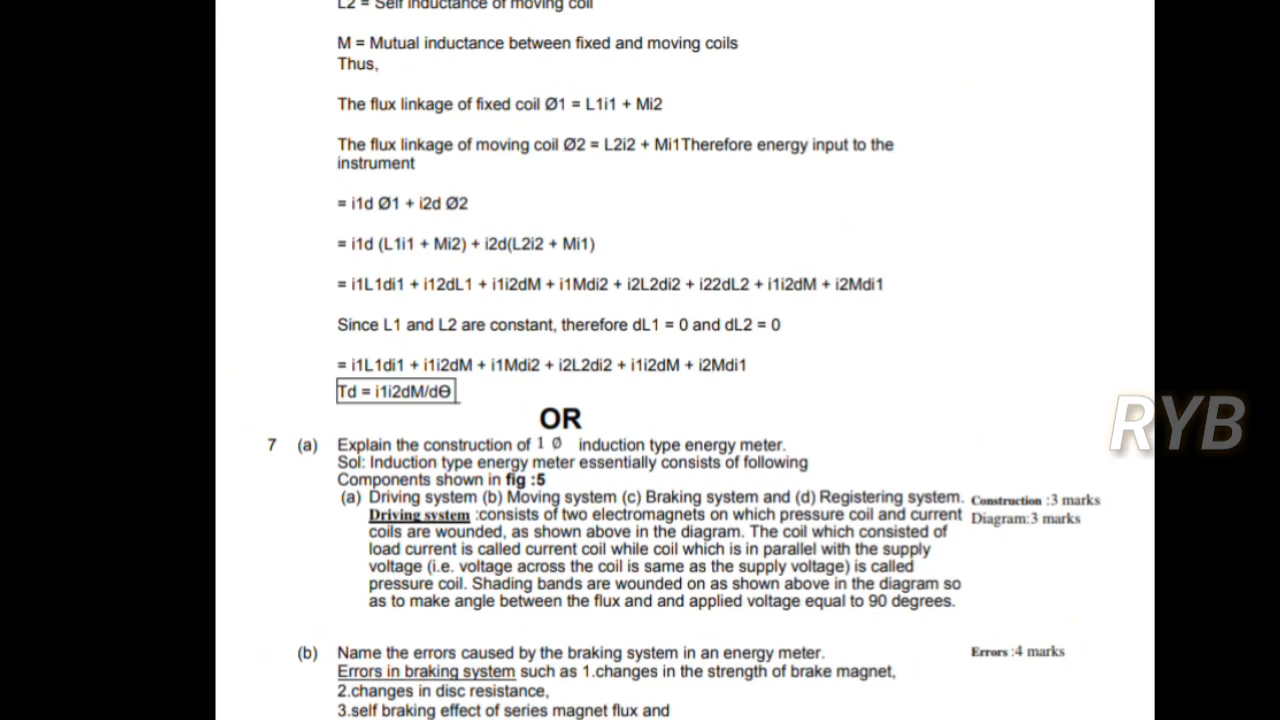 L2 = Self inductance of moving coil
M = Mutual inductance between fixed and moving coils
Thus,
The flux linkage of fixed coil Ø1 = L1i1 + Mi2
The flux linkage of moving coil Ø2 = L2i2 + Mi1Therefore energy input to the
instrument
= i1d Ø1 + i2d Ø2
= i1d (L1i1 + Mi2) + i2d(L2i2 + Mi1)
= i1L1di1 + i12dL1 + i1i2dM + i1Mdi2 + i2L2di2 + i22dL2 + i1i2dM + i2Mdi1
Since L1 and L2 are constant, therefore dL1 = 0 and dL2 = 0
= i1L1di1 + i1i2dM + i1Mdi2 + i2L2di2 + i1i2dM + i2Mdi1
Td = i1i2dM/dΘ
OR
7 (a) Explain the construction of 1 Ø induction type energy meter.
Sol: Induction type energy meter essentially consists of following
Components shown in fig :5
(a) Driving system (b) Moving system (c) Braking system and (d) Registering system. Construction :3 marks
Driving system :consists of two electromagnets on which pressure coil and current Diagram:3 marks
coils are wounded, as shown above in the diagram. The coil which consisted of
load current is called current coil while coil which is in parallel with the supply
voltage (i.e. voltage across the coil is same as the supply voltage) is called
pressure coil. Shading bands are wounded on as shown above in the diagram so
as to make angle between the flux and and applied voltage equal to 90 degrees.
(b) Name the errors caused by the braking system in an energy meter. Errors :4 marks
Errors in braking system such as 1.changes in the strength of brake magnet,
2.changes in disc resistance,
3.self braking effect of series magnet flux and
RYB